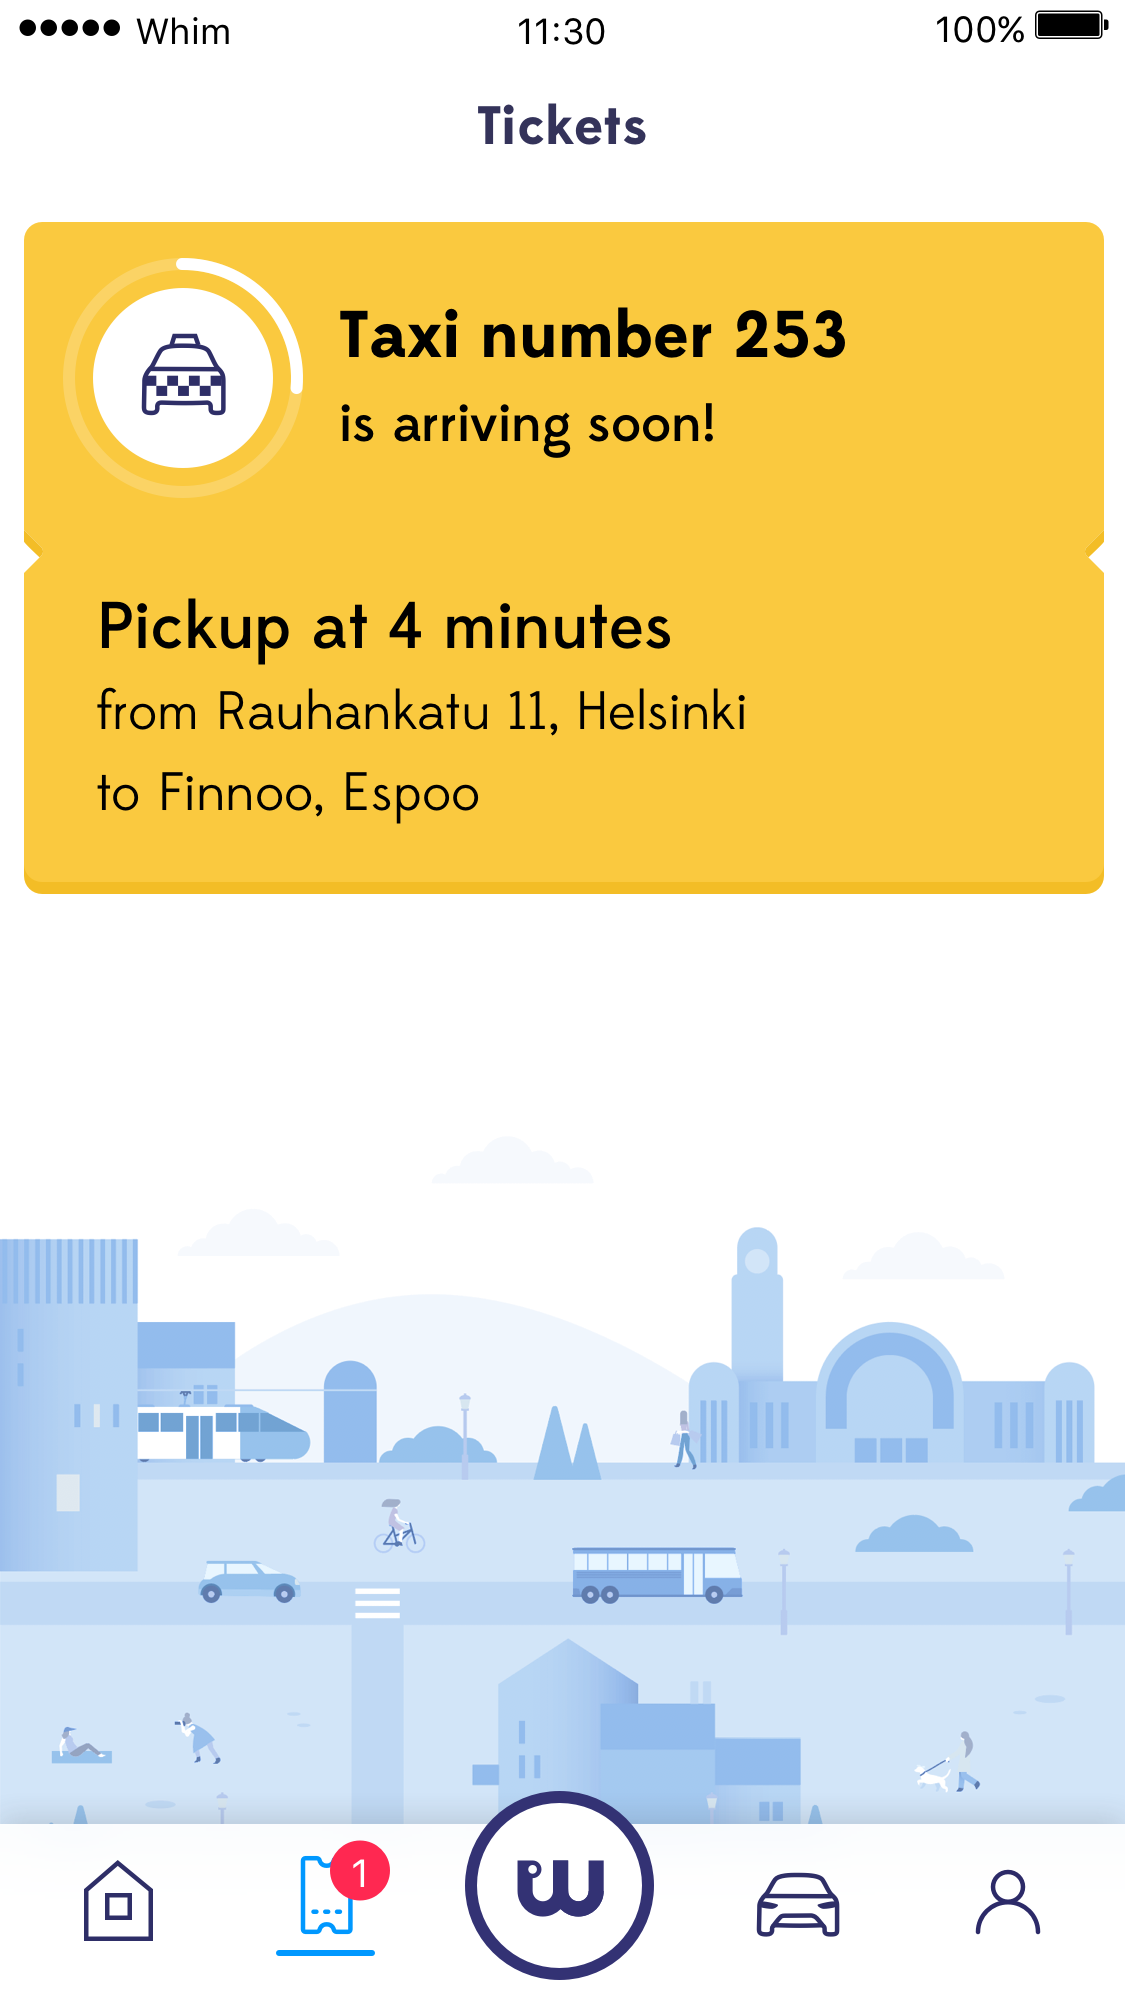 Whim 11:30 100%
Tickets
Taxi number 253
is arriving soon!
Pickup at 4 minutes
from Rauhankatu 11, Helsinki
to Finnoo, Espoo
1
w